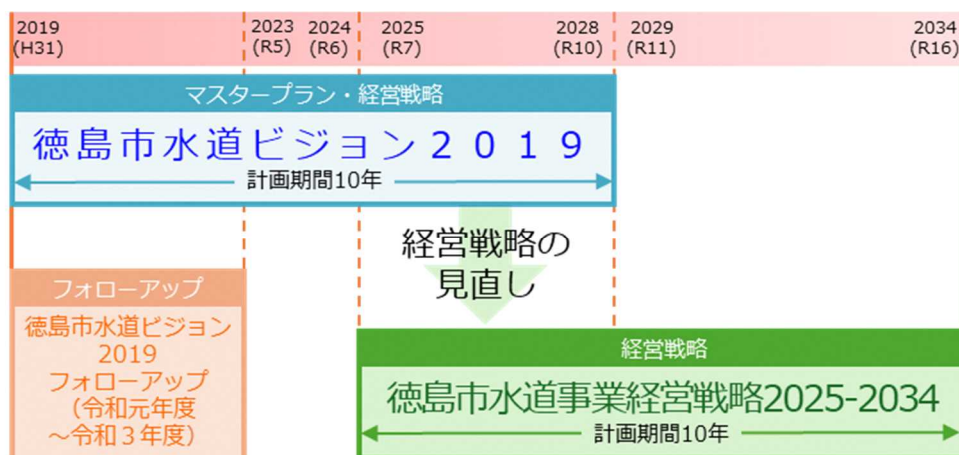 2019 2023 2024 2025 2028 2029 2034
(H31) (R5) (R6) (R7) (R10) (R11) (R16)
マスタープラン・経営戦略
徳島市水道ビジョン２０１９
計画期間10年
経営戦略の
見直し
フォローアップ
徳島市水道ビジョン
2019
フォローアップ
（令和元年度
～令和３年度）
経営戦略
徳島市水道事業経営戦略2025-2034
計画期間10年